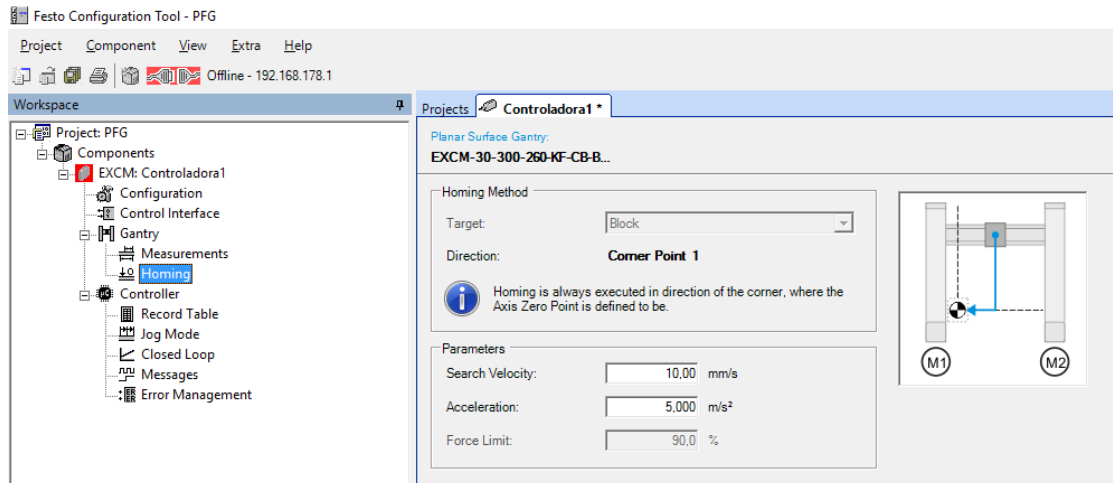 Festo Configuration Tool - PFG
Project Component View Extra Help
Offline - 192.168.178.1
Workspace
Project: PFG
Components
EXCM: Controladora1
Configuration
Control Interface
Gantry
Measurements
Homing
Controller
Record Table
Jog Mode
Closed Loop
Messages
Error Management
Projects Controladora1 *
Planar Surface Gantry:
EXCM-30-300-260-KF-CB-B...
Homing Method
Target: Block
Direction: Corner Point 1
Homing is always executed in direction of the corner, where the
Axis Zero Point is defined to be.
Parameters
Search Velocity: 10,00 mm/s
Acceleration: 5,000 m/s²
Force Limit: 90,0 %
M1 M2